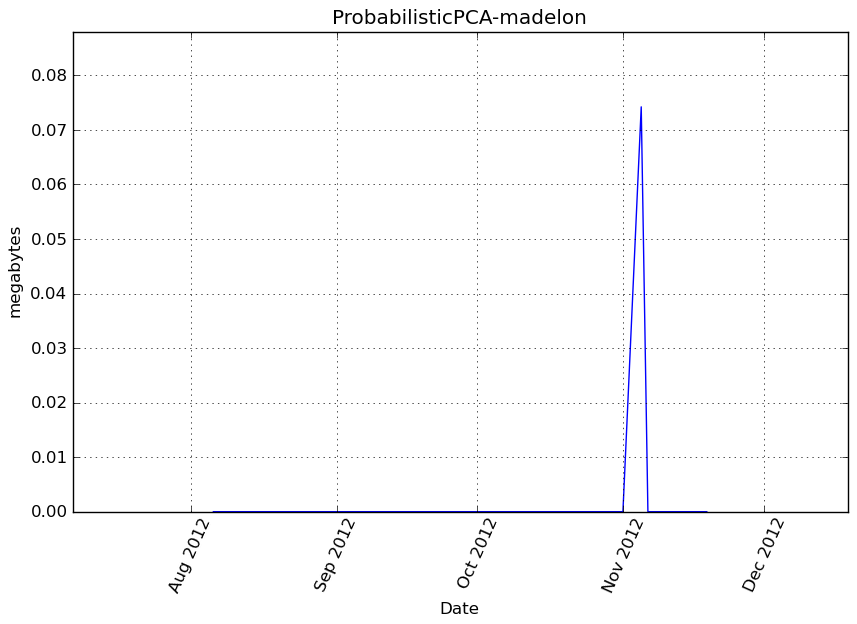 ProbabilisticPCA-madelon
0.08
0.07
0.06
0.05
0.04
0.03
0.02
0.01
0.00
megabytes
Aug 2012
Sep 2012
Oct 2012
Nov 2012
Dec 2012
Date